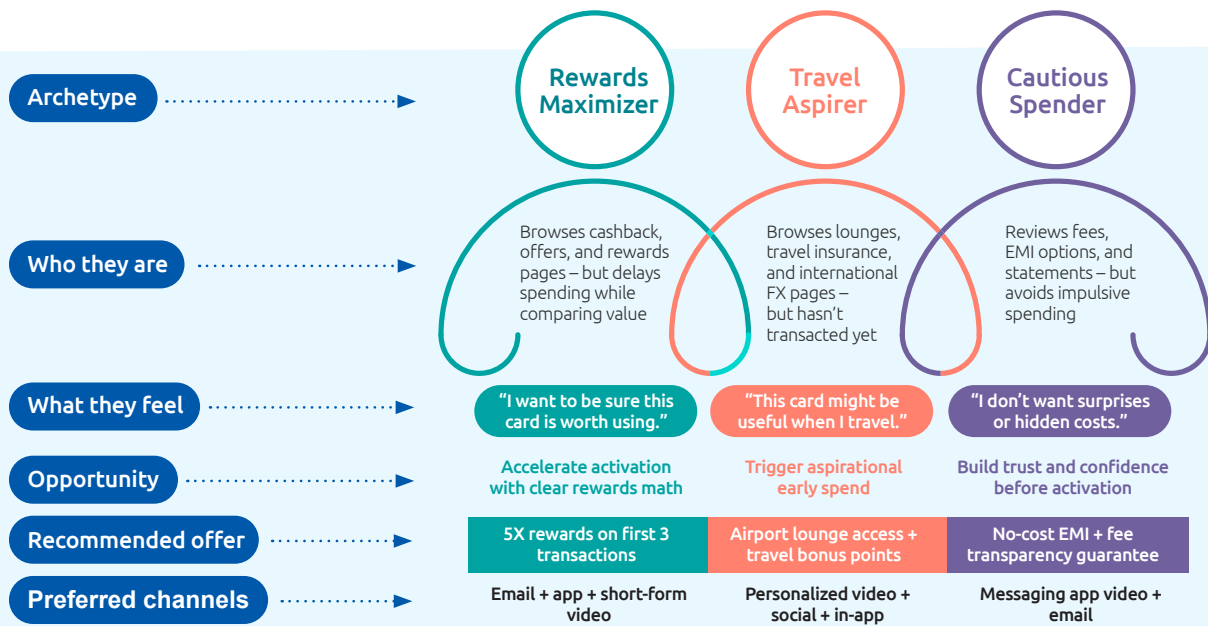 Archetype
Rewards
Maximizer
Travel
Aspirer
Cautious
Spender
Who they are
Browses cashback,
offers, and rewards
pages – but delays
spending while
comparing value
Browses lounges,
travel insurance,
and international
FX pages –
but hasn’t
transacted yet
Reviews fees,
EMI options, and
statements – but
avoids impulsive
spending
What they feel
“I want to be sure this
card is worth using.”
“This card might be
useful when I travel.”
“I don’t want surprises
or hidden costs.”
Opportunity
Accelerate activation
with clear rewards math
Trigger aspirational
early spend
Build trust and confidence
before activation
Recommended offer
5X rewards on first 3
transactions
Airport lounge access +
travel bonus points
No-cost EMI + fee
transparency guarantee
Preferred channels
Email + app + short-form
video
Personalized video +
social + in-app
Messaging app video +
email